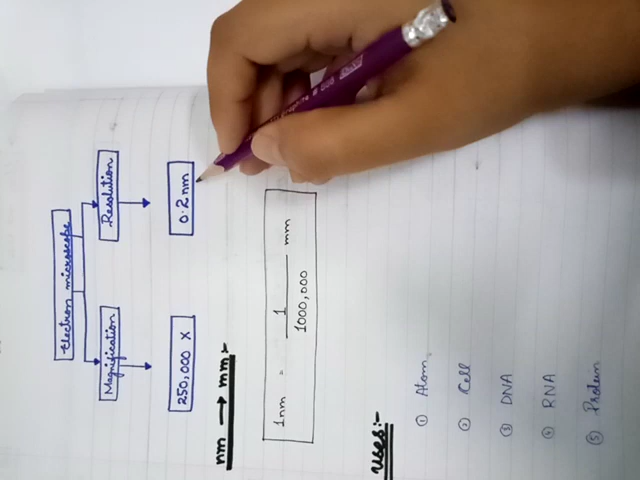 Electron microscope
Magnification Resolution
250,000 X 0.2 nm
nm → mm:-
1nm = 1/1000,000 mm
Uses:-
① Atom.
② Cell
③ DNA
④ RNA
⑤ Protein